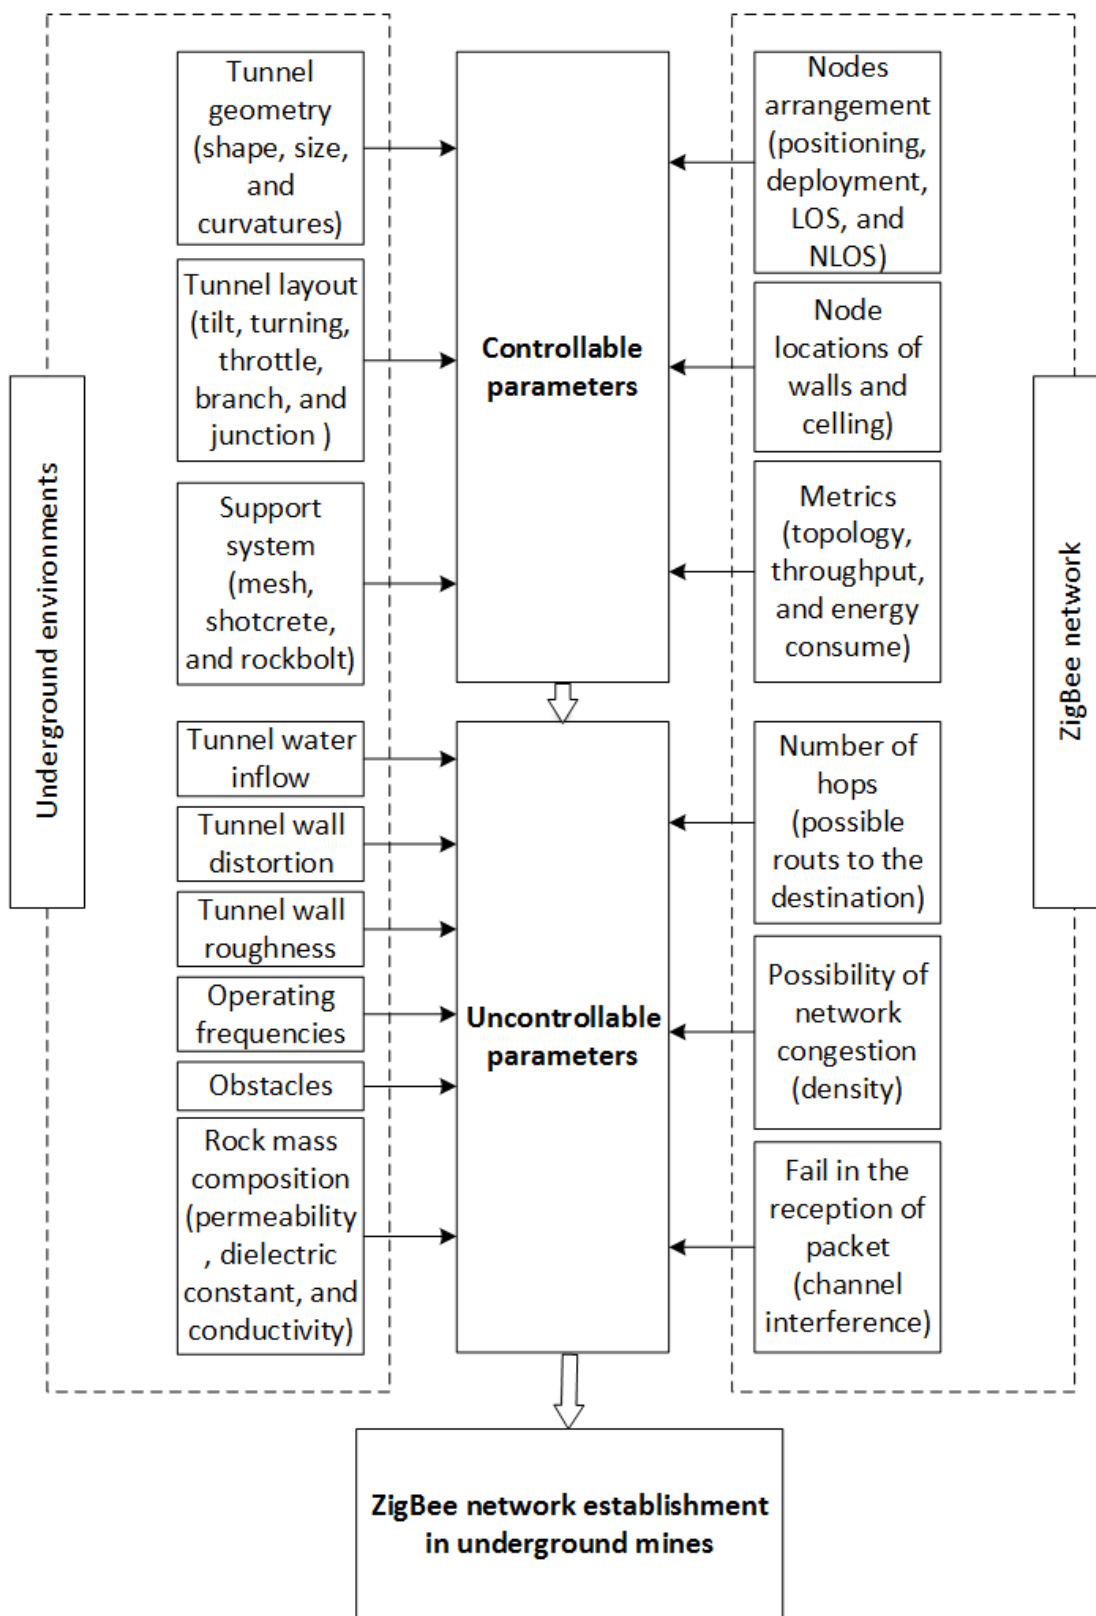 Underground environments
Tunnel
geometry
(shape, size,
and
curvatures)
Tunnel layout
(tilt, turning,
throttle,
branch, and
junction )
Support
system
(mesh,
shotcrete,
and rockbolt)
Tunnel water
inflow
Tunnel wall
distortion
Tunnel wall
roughness
Operating
frequencies
Obstacles
Rock mass
composition
(permeability
, dielectric
constant, and
conductivity)
Controllable
parameters
Uncontrollable
parameters
Nodes
arrangement
(positioning,
deployment,
LOS, and
NLOS)
Node
locations of
walls and
celling)
Metrics
(topology,
throughput,
and energy
consume)
Number of
hops
(possible
routs to the
destination)
Possibility of
network
congestion
(density)
Fail in the
reception of
packet
(channel
interference)
ZigBee network
ZigBee network establishment
in underground mines